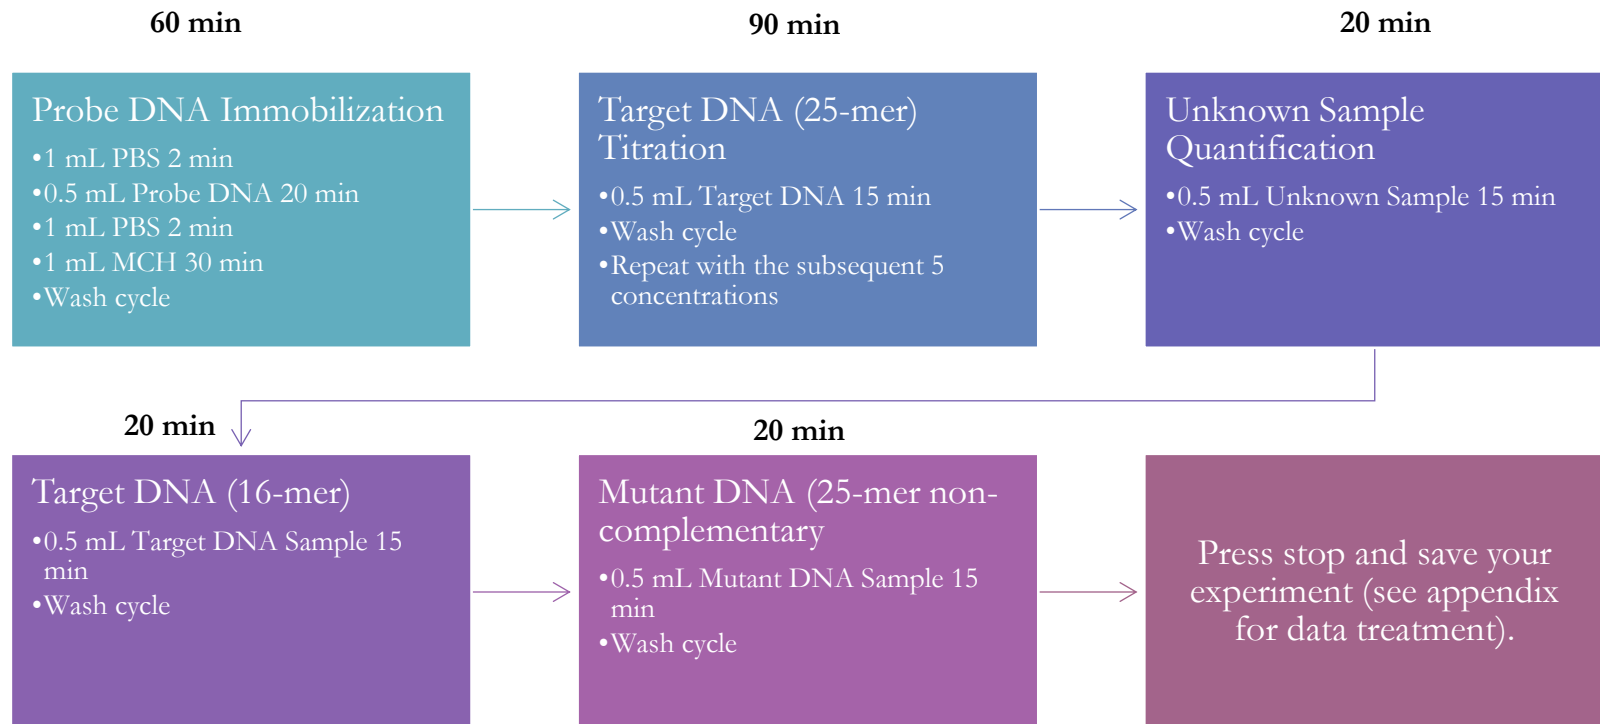 60 min
Probe DNA Immobilization
•1 mL PBS 2 min
•0.5 mL Probe DNA 20 min
•1 mL PBS 2 min
•1 mL MCH 30 min
•Wash cycle
90 min
Target DNA (25-mer)
Titration
•0.5 mL Target DNA 15 min
•Wash cycle
•Repeat with the subsequent 5
concentrations
20 min
Unknown Sample
Quantification
•0.5 mL Unknown Sample 15 min
•Wash cycle
20 min
Target DNA (16-mer)
•0.5 mL Target DNA Sample 15
min
•Wash cycle
20 min
Mutant DNA (25-mer non-
complementary
•0.5 mL Mutant DNA Sample 15
min
•Wash cycle
Press stop and save your
experiment (see appendix
for data treatment).